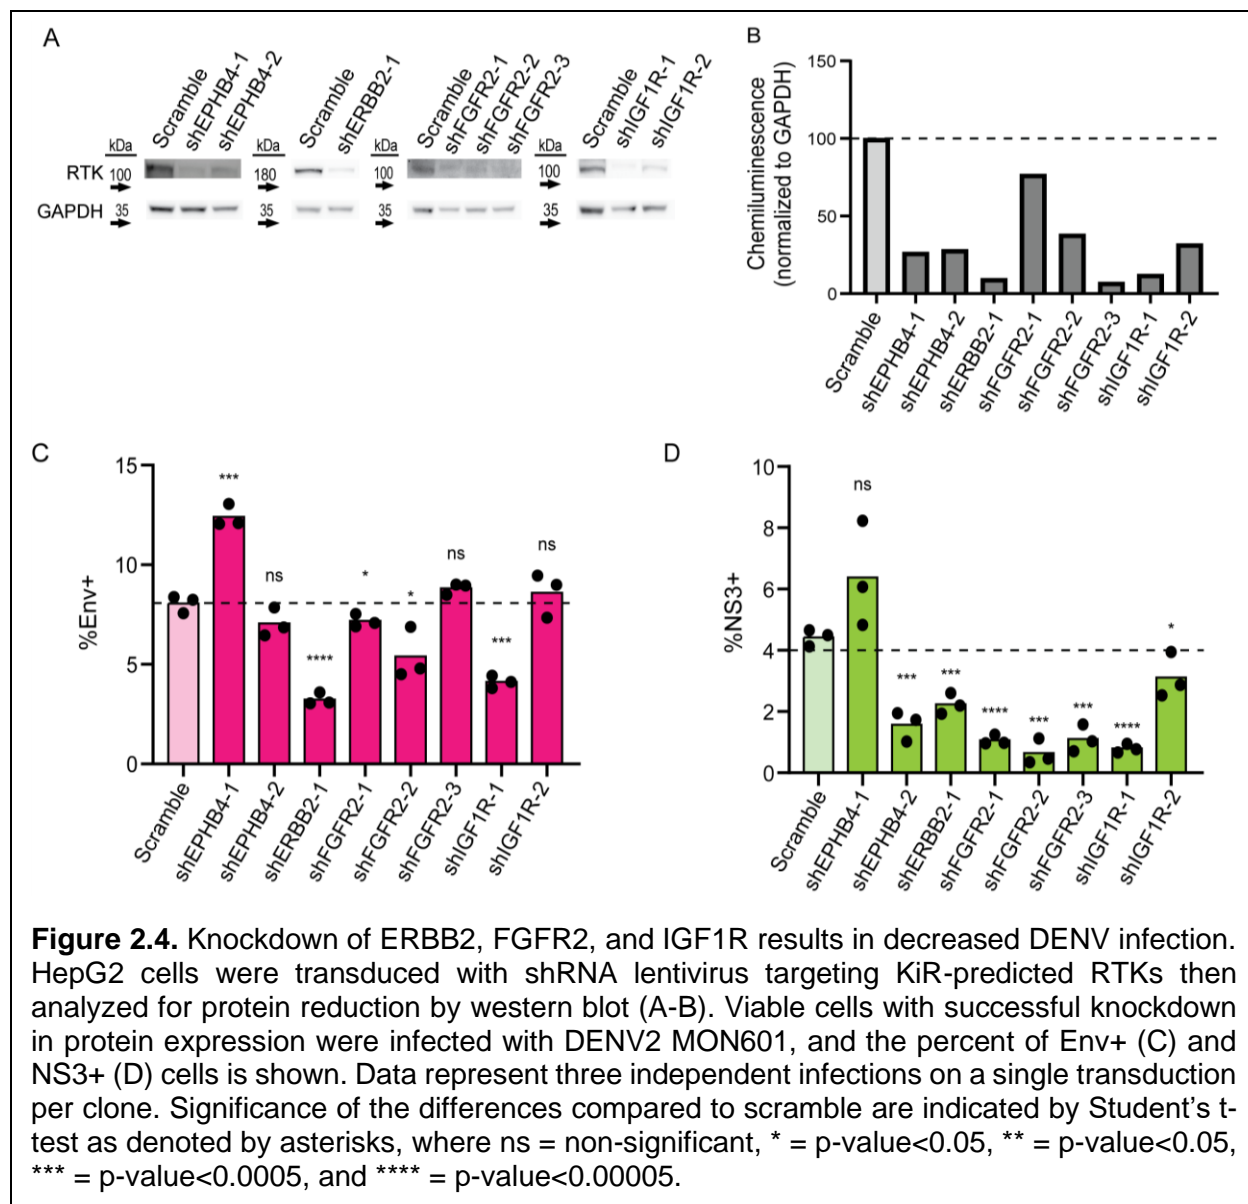 A
Scramble
shEPHB4-1
shEPHB4-2
Scramble
shERBB2-1
Scramble
shFGFR2-1
shFGFR2-2
shFGFR2-3
Scramble
shIGF1R-1
shIGF1R-2
kDa
kDa
kDa
kDa
RTK 100 180 100 100
GAPDH 35 35 35 35
B
Chemiluminescence
(normalized to GAPDH)
150
100
50
0
Scramble
shEPHB4-1
shEPHB4-2
shERBB2-1
shFGFR2-1
shFGFR2-2
shFGFR2-3
shIGF1R-1
shIGF1R-2
C
%Env+
15
10
5
0
***
ns
****
*
*
ns
***
ns
Scramble
shEPHB4-1
shEPHB4-2
shERBB2-1
shFGFR2-1
shFGFR2-2
shFGFR2-3
shIGF1R-1
shIGF1R-2
D
%NS3+
10
8
6
4
2
0
ns
***
***
****
***
***
****
*
Scramble
shEPHB4-1
shEPHB4-2
shERBB2-1
shFGFR2-1
shFGFR2-2
shFGFR2-3
shIGF1R-1
shIGF1R-2
Figure 2.4. Knockdown of ERBB2, FGFR2, and IGF1R results in decreased DENV infection.
HepG2 cells were transduced with shRNA lentivirus targeting KiR-predicted RTKs then
analyzed for protein reduction by western blot (A-B). Viable cells with successful knockdown
in protein expression were infected with DENV2 MON601, and the percent of Env+ (C) and
NS3+ (D) cells is shown. Data represent three independent infections on a single transduction
per clone. Significance of the differences compared to scramble are indicated by Student's t-
test as denoted by asterisks, where ns = non-significant, * = p-value<0.05, ** = p-value<0.05,
*** = p-value<0.0005, and **** = p-value<0.00005.